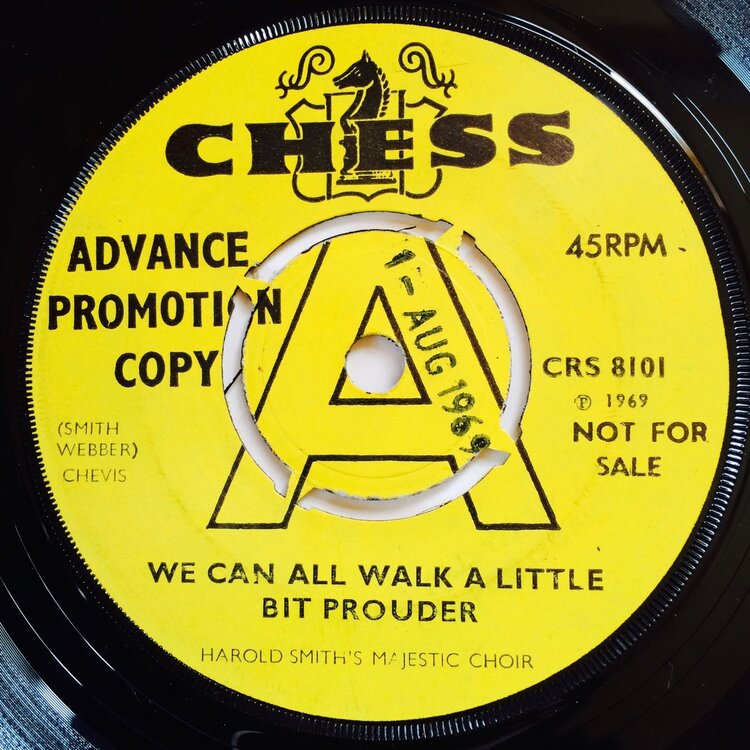 CHESS
ADVANCE
PROMOTION
COPY
45RPM
A
1 - AUG 1969
CRS 8101
℗ 1969
NOT FOR
SALE
(SMITH
WEBBER)
CHEVIS
WE CAN ALL WALK A LITTLE
BIT PROUDER
HAROLD SMITH'S MAJESTIC CHOIR